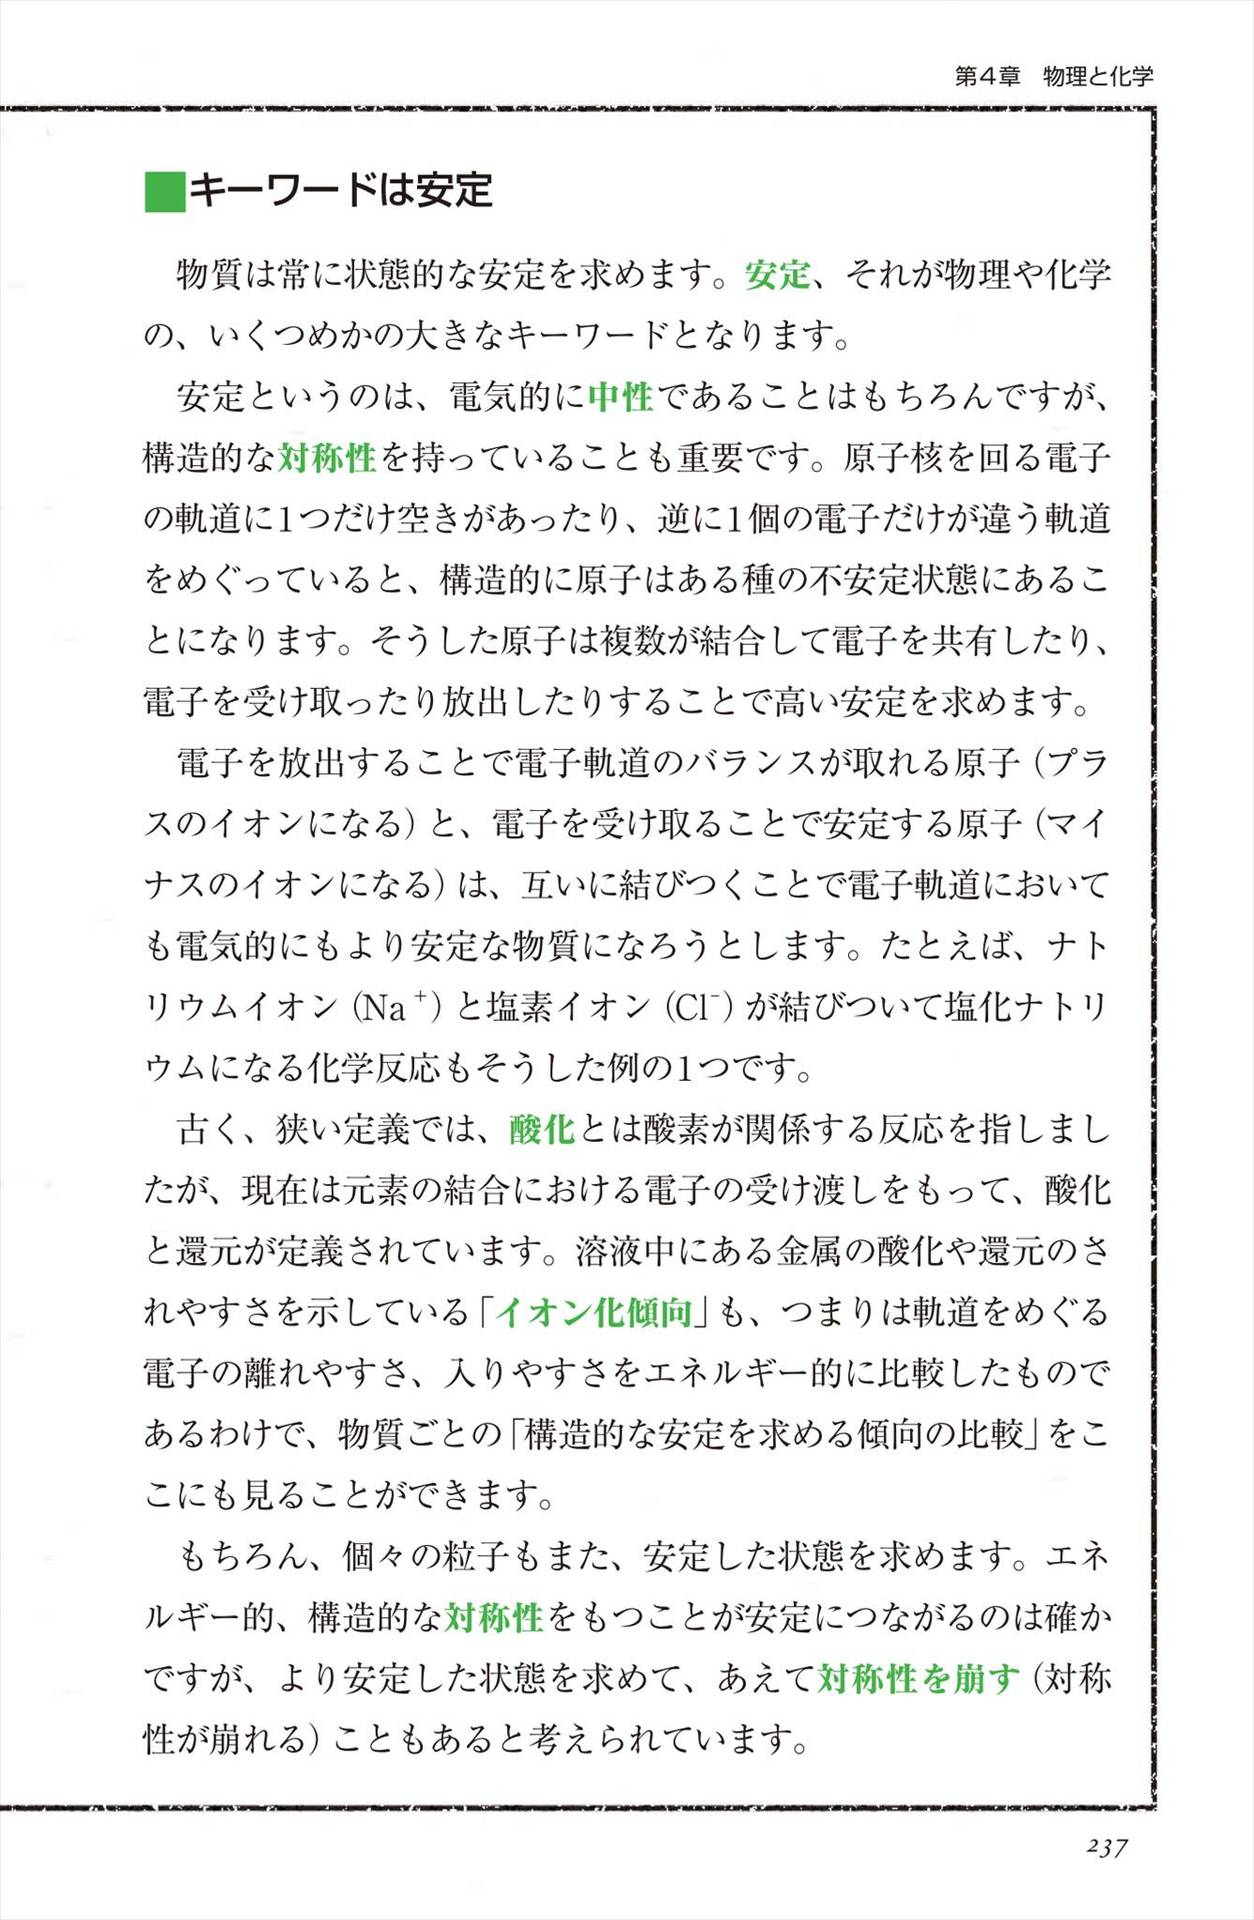 第4章 物理と化学
■キーワードは安定
物質は常に状態的な安定を求めます。安定、それが物理や化学
の、いくつめかの大きなキーワードとなります。
安定というのは、電気的に中性であることはもちろんですが、
構造的な対称性を持っていることも重要です。原子核を回る電子
の軌道に1つだけ空きがあったり、逆に1個の電子だけが違う軌道
をめぐっていると、構造的に原子はある種の不安定状態にあるこ
とになります。そうした原子は複数が結合して電子を共有したり、
電子を受け取ったり放出したりすることで高い安定を求めます。
電子を放出することで電子軌道のバランスが取れる原子（プラ
スのイオンになる）と、電子を受け取ることで安定する原子（マイ
ナスのイオンになる）は、互いに結びつくことで電子軌道において
も電気的にもより安定な物質になろうとします。たとえば、ナト
リウムイオン（Na⁺）と塩素イオン（Cl⁻）が結びついて塩化ナトリ
ウムになる化学反応もそうした例の1つです。
古く、狭い定義では、酸化とは酸素が関係する反応を指しまし
たが、現在は元素の結合における電子の受け渡しをもって、酸化
と還元が定義されています。溶液中にある金属の酸化や還元のさ
れやすさを示している「イオン化傾向」も、つまりは軌道をめぐる
電子の離れやすさ、入りやすさをエネルギー的に比較したもので
あるわけで、物質ごとの「構造的な安定を求める傾向の比較」をこ
こにも見ることができます。
もちろん、個々の粒子もまた、安定した状態を求めます。エネ
ルギー的、構造的な対称性をもつことが安定につながるのは確か
ですが、より安定した状態を求めて、あえて対称性を崩す（対称
性が崩れる）こともあると考えられています。
237